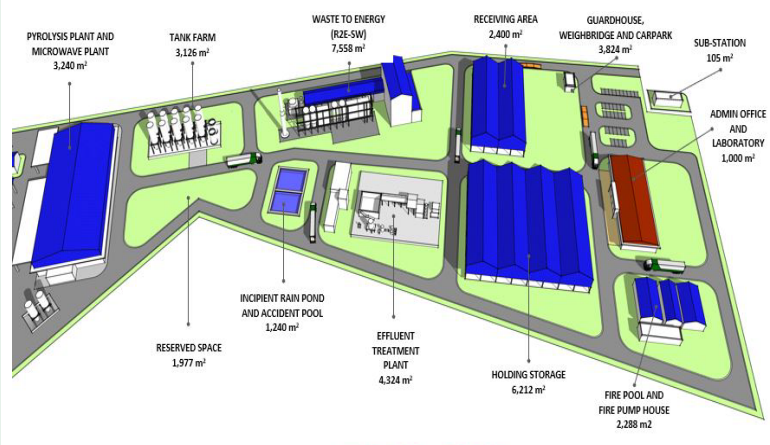 PYROLYSIS PLANT AND
MICROWAVE PLANT
3,240 m²
TANK FARM
3,126 m²
WASTE TO ENERGY
(R2E-SW)
7,558 m²
RECEIVING AREA
2,400 m²
GUARDHOUSE,
WEIGHBRIDGE AND CARPARK
3,824 m²
SUB-STATION
105 m²
ADMIN OFFICE
AND
LABORATORY
1,000 m²
RESERVED SPACE
1,977 m²
INCIPIENT RAIN POND
AND ACCIDENT POOL
1,240 m²
EFFLUENT
TREATMENT
PLANT
4,324 m²
HOLDING STORAGE
6,212 m²
FIRE POOL AND
FIRE PUMP HOUSE
2,288 m2